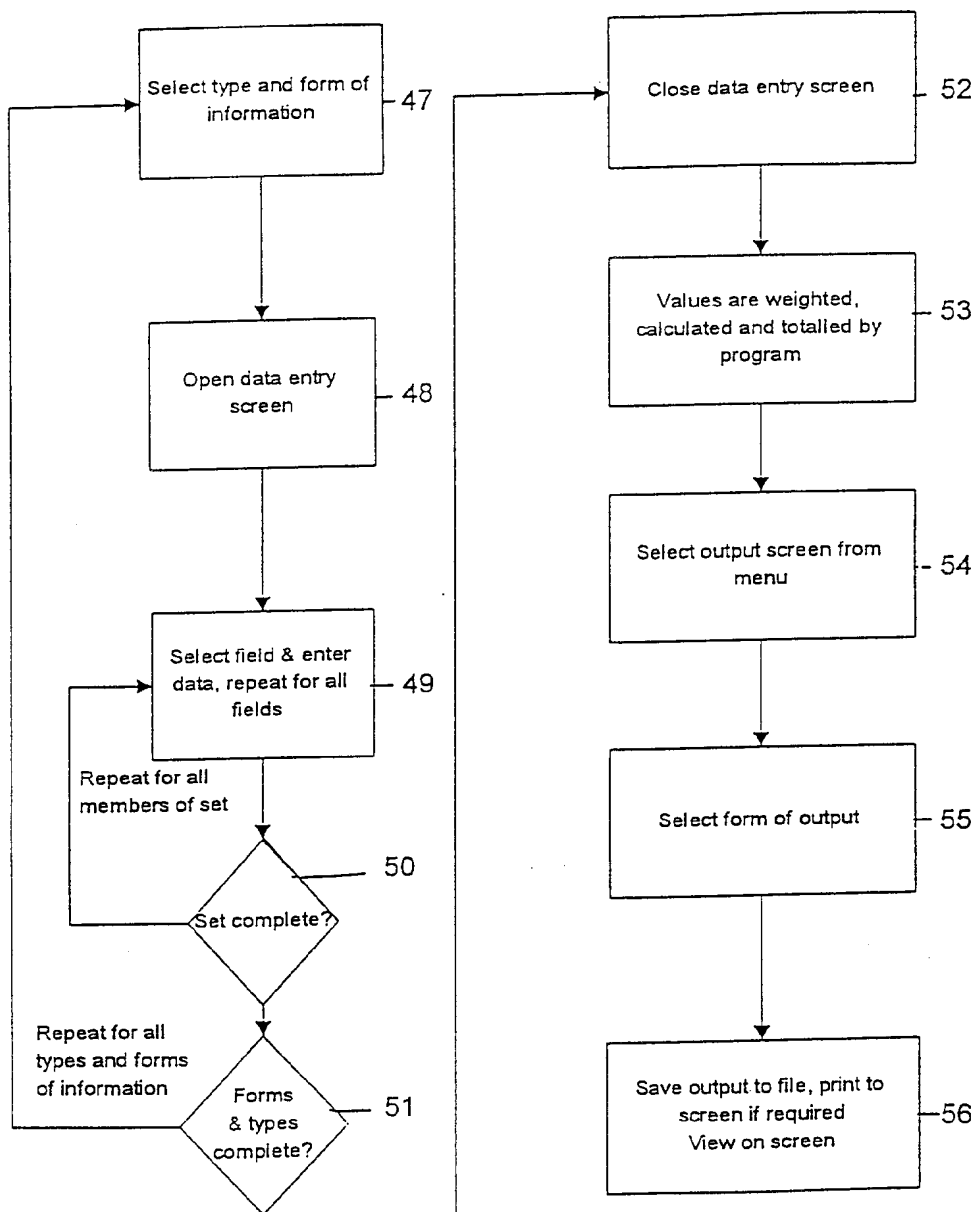 Select type and form of
information
47
Open data entry
screen
48
Select field & enter
data, repeat for all
fields
49
Repeat for all
members of set
50
Set complete?
Repeat for all
types and forms
of information
Forms
& types
complete?
51
Close data entry screen
52
Values are weighted,
calculated and totalled by
program
53
Select output screen from
menu
54
Select form of output
55
Save output to file, print to
screen if required
View on screen
56